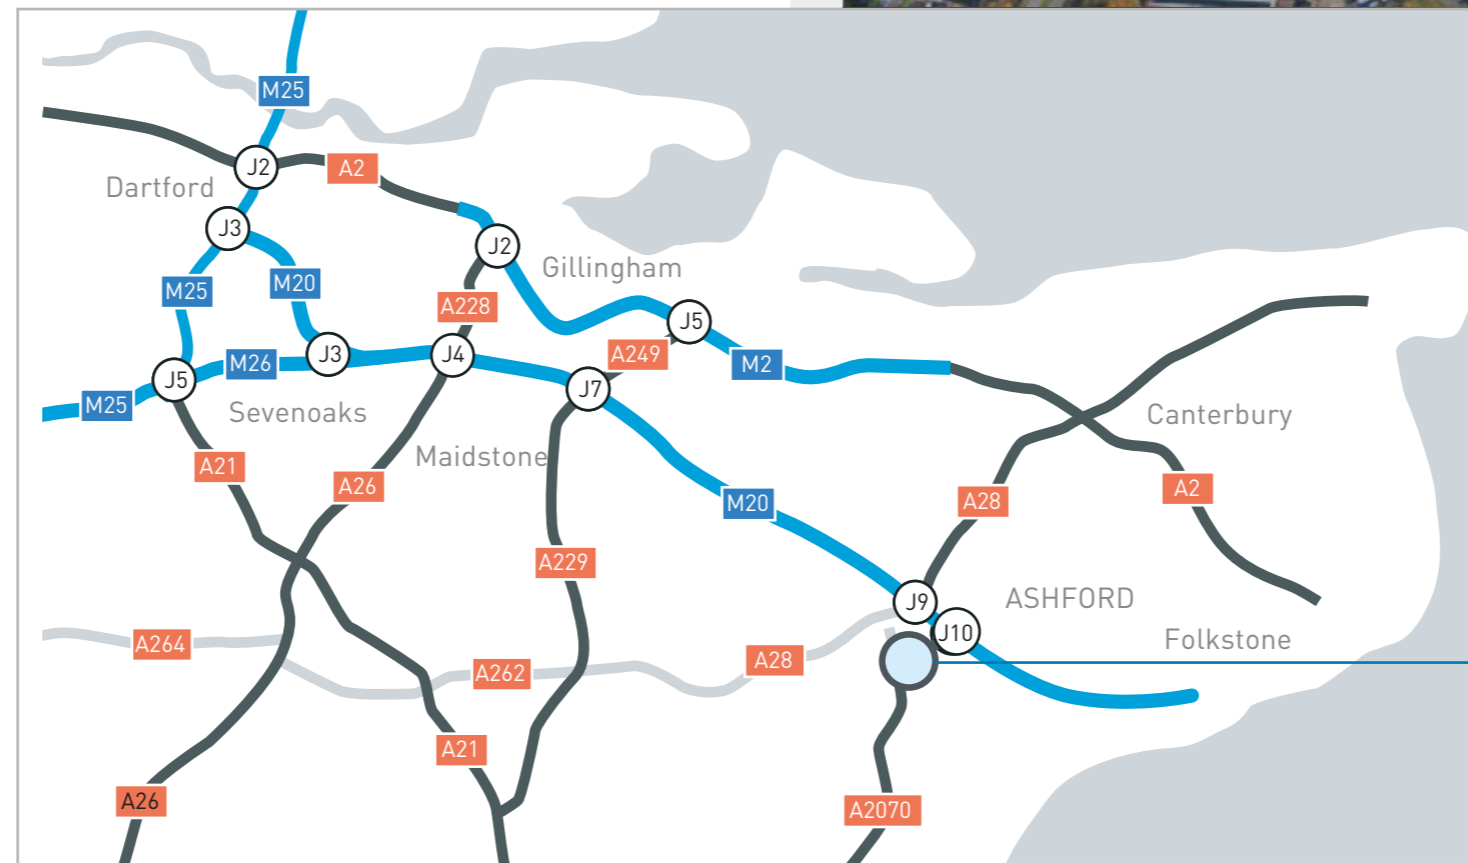 M25
J2
A2
Dartford
J3
J2
Gillingham
M25
M20
A228
J5
J3
J4
A249
M2
M26
J5
J7
M25
Sevenoaks
Canterbury
Maidstone
A21
A26
A2
M20
A28
A229
J9
ASHFORD
J10
Folkstone
A264
A262
A28
A21
A26
A2070